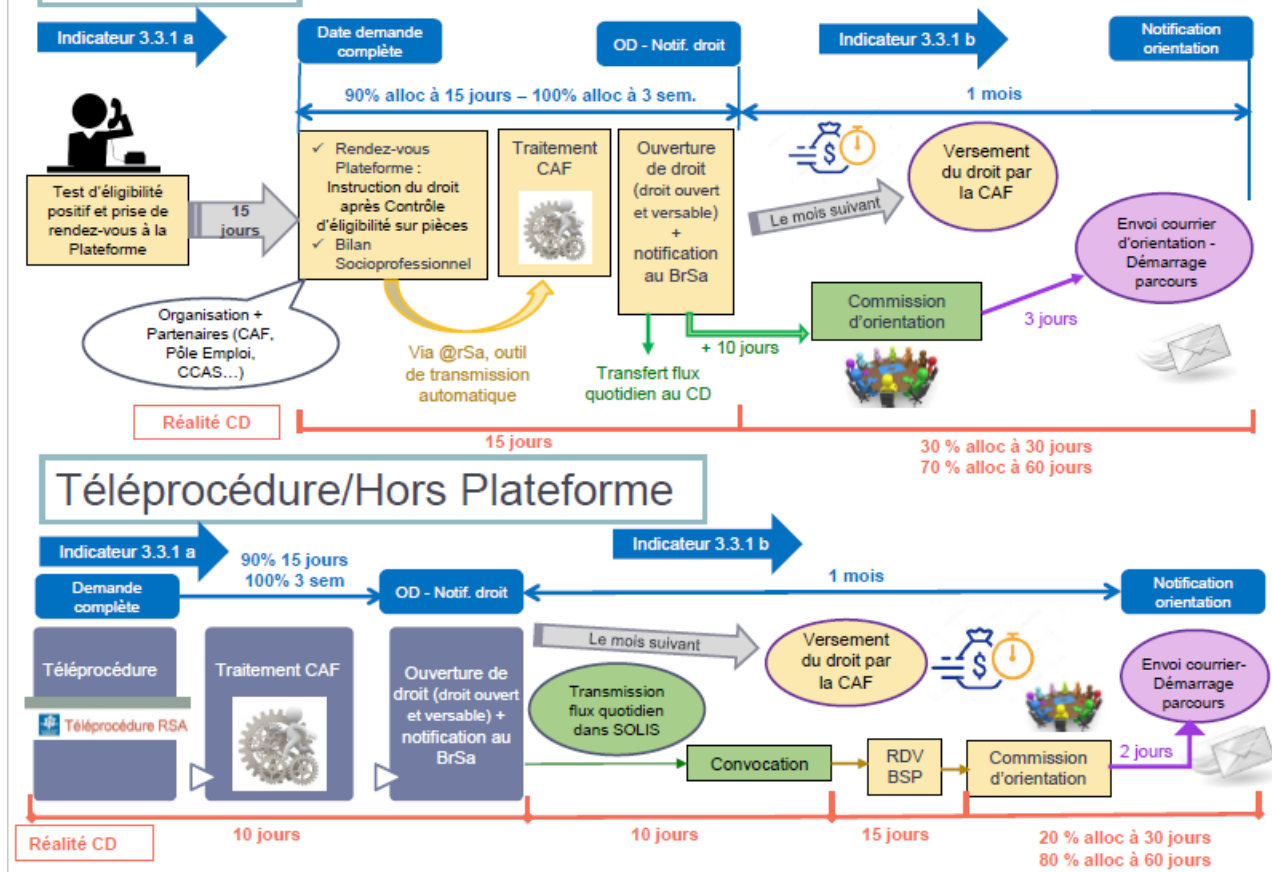 Indicateur 3.3.1 a
Date demande
complète
OD - Notif. droit
Indicateur 3.3.1 b
Notification
orientation
90% alloc à 15 jours – 100% alloc à 3 sem.
1 mois
Test d'éligibilité
positif et prise de
rendez-vous à la
Plateforme
15
jours
✓ Rendez-vous
Plateforme :
Instruction du droit
après Contrôle
d'éligibilité sur pièces
✓ Bilan
Socioprofessionnel
Traitement
CAF
Ouverture
de droit
(droit ouvert
et versable)
+
notification
au BrSa
$
Le mois suivant
Versement
du droit par
la CAF
Envoi courrier
d'orientation -
Démarrage
parcours
Organisation +
Partenaires (CAF,
Pôle Emploi,
CCAS…)
Via @rSa, outil
de transmission
automatique
+ 10 jours
Transfert flux
quotidien au CD
Commission
d'orientation
3 jours
Réalité CD
15 jours
30 % alloc à 30 jours
70 % alloc à 60 jours
Téléprocédure/Hors Plateforme
Indicateur 3.3.1 a
90% 15 jours
100% 3 sem
Indicateur 3.3.1 b
Demande
complète
OD - Notif. droit
1 mois
Notification
orientation
Téléprocédure
Téléprocédure RSA
Traitement CAF
Ouverture de
droit (droit ouvert
et versable) +
notification au
BrSa
Le mois suivant
Transmission
flux quotidien
dans SOLIS
Versement
du droit par
la CAF
$
Envoi courrier-
Démarrage
parcours
Convocation
RDV
BSP
Commission
d'orientation
2 jours
Réalité CD
10 jours
10 jours
15 jours
20 % alloc à 30 jours
80 % alloc à 60 jours